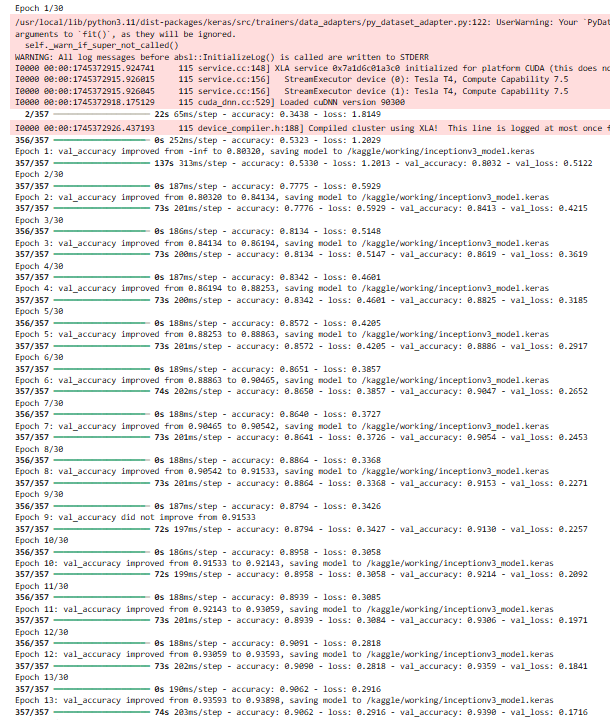 Epoch 1/30
/usr/local/lib/python3.11/dist-packages/keras/src/trainers/data_adapters/py_dataset_adapter.py:122: UserWarning: Your `PyDat
arguments to `fit()`, as they will be ignored.
self._warn_if_super_not_called()
WARNING: All log messages before absl::InitializeLog() is called are written to STDERR
I0000 00:00:1745372915.924741 115 service.cc:148] XLA service 0x7a1d6c01a3c0 initialized for platform CUDA (this does no
I0000 00:00:1745372915.926015 115 service.cc:156] StreamExecutor device (0): Tesla T4, Compute Capability 7.5
I0000 00:00:1745372915.926045 115 service.cc:156] StreamExecutor device (1): Tesla T4, Compute Capability 7.5
I0000 00:00:1745372918.175129 115 cuda_dnn.cc:529] Loaded cuDNN version 90300
2/357 22s 65ms/step - accuracy: 0.3438 - loss: 1.8149
I0000 00:00:1745372926.437193 115 device_compiler.h:188] Compiled cluster using XLA! This line is logged at most once f
356/357 0s 252ms/step - accuracy: 0.5323 - loss: 1.2029
Epoch 1: val_accuracy improved from -inf to 0.80320, saving model to /kaggle/working/inceptionv3_model.keras
357/357 137s 313ms/step - accuracy: 0.5330 - loss: 1.2013 - val_accuracy: 0.8032 - val_loss: 0.5122
Epoch 2/30
357/357 0s 187ms/step - accuracy: 0.7775 - loss: 0.5929
Epoch 2: val_accuracy improved from 0.80320 to 0.84134, saving model to /kaggle/working/inceptionv3_model.keras
357/357 73s 201ms/step - accuracy: 0.7776 - loss: 0.5929 - val_accuracy: 0.8413 - val_loss: 0.4215
Epoch 3/30
356/357 0s 186ms/step - accuracy: 0.8134 - loss: 0.5148
Epoch 3: val_accuracy improved from 0.84134 to 0.86194, saving model to /kaggle/working/inceptionv3_model.keras
357/357 73s 200ms/step - accuracy: 0.8134 - loss: 0.5147 - val_accuracy: 0.8619 - val_loss: 0.3619
Epoch 4/30
357/357 0s 187ms/step - accuracy: 0.8342 - loss: 0.4601
Epoch 4: val_accuracy improved from 0.86194 to 0.88253, saving model to /kaggle/working/inceptionv3_model.keras
357/357 73s 200ms/step - accuracy: 0.8342 - loss: 0.4601 - val_accuracy: 0.8825 - val_loss: 0.3185
Epoch 5/30
356/357 0s 188ms/step - accuracy: 0.8572 - loss: 0.4205
Epoch 5: val_accuracy improved from 0.88253 to 0.88863, saving model to /kaggle/working/inceptionv3_model.keras
357/357 73s 201ms/step - accuracy: 0.8572 - loss: 0.4205 - val_accuracy: 0.8886 - val_loss: 0.2917
Epoch 6/30
356/357 0s 189ms/step - accuracy: 0.8651 - loss: 0.3857
Epoch 6: val_accuracy improved from 0.88863 to 0.90465, saving model to /kaggle/working/inceptionv3_model.keras
357/357 74s 202ms/step - accuracy: 0.8650 - loss: 0.3857 - val_accuracy: 0.9047 - val_loss: 0.2652
Epoch 7/30
356/357 0s 188ms/step - accuracy: 0.8640 - loss: 0.3727
Epoch 7: val_accuracy improved from 0.90465 to 0.90542, saving model to /kaggle/working/inceptionv3_model.keras
357/357 73s 201ms/step - accuracy: 0.8641 - loss: 0.3726 - val_accuracy: 0.9054 - val_loss: 0.2453
Epoch 8/30
356/357 0s 188ms/step - accuracy: 0.8864 - loss: 0.3368
Epoch 8: val_accuracy improved from 0.90542 to 0.91533, saving model to /kaggle/working/inceptionv3_model.keras
357/357 73s 201ms/step - accuracy: 0.8864 - loss: 0.3368 - val_accuracy: 0.9153 - val_loss: 0.2271
Epoch 9/30
356/357 0s 187ms/step - accuracy: 0.8794 - loss: 0.3426
Epoch 9: val_accuracy did not improve from 0.91533
357/357 72s 197ms/step - accuracy: 0.8794 - loss: 0.3427 - val_accuracy: 0.9130 - val_loss: 0.2257
Epoch 10/30
356/357 0s 186ms/step - accuracy: 0.8958 - loss: 0.3058
Epoch 10: val_accuracy improved from 0.91533 to 0.92143, saving model to /kaggle/working/inceptionv3_model.keras
357/357 72s 199ms/step - accuracy: 0.8958 - loss: 0.3058 - val_accuracy: 0.9214 - val_loss: 0.2092
Epoch 11/30
356/357 0s 188ms/step - accuracy: 0.8939 - loss: 0.3085
Epoch 11: val_accuracy improved from 0.92143 to 0.93059, saving model to /kaggle/working/inceptionv3_model.keras
357/357 73s 201ms/step - accuracy: 0.8939 - loss: 0.3084 - val_accuracy: 0.9306 - val_loss: 0.1971
Epoch 12/30
356/357 0s 188ms/step - accuracy: 0.9091 - loss: 0.2818
Epoch 12: val_accuracy improved from 0.93059 to 0.93593, saving model to /kaggle/working/inceptionv3_model.keras
357/357 73s 202ms/step - accuracy: 0.9090 - loss: 0.2818 - val_accuracy: 0.9359 - val_loss: 0.1841
Epoch 13/30
357/357 0s 190ms/step - accuracy: 0.9062 - loss: 0.2916
Epoch 13: val_accuracy improved from 0.93593 to 0.93898, saving model to /kaggle/working/inceptionv3_model.keras
357/357 74s 203ms/step - accuracy: 0.9062 - loss: 0.2916 - val_accuracy: 0.9390 - val_loss: 0.1716